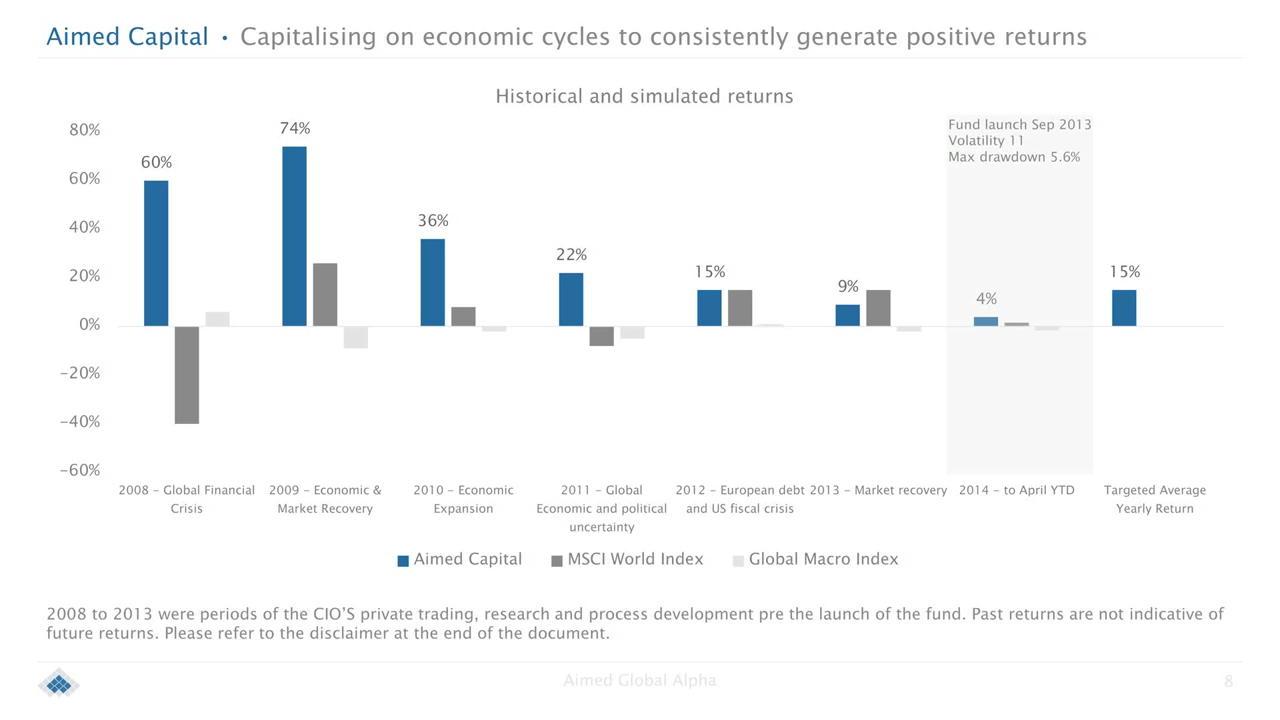 Aimed Capital · Capitalising on economic cycles to consistently generate positive returns
Historical and simulated returns
80%
60%
40%
20%
0%
-20%
-40%
-60%
60%
74%
36%
22%
15%
9%
4%
15%
Fund launch Sep 2013
Volatility 11
Max drawdown 5.6%
2008 - Global Financial
Crisis
2009 - Economic &
Market Recovery
2010 - Economic
Expansion
2011 - Global
Economic and political
uncertainty
2012 - European debt
and US fiscal crisis
2013 - Market recovery
2014 - to April YTD
Targeted Average
Yearly Return
Aimed Capital
MSCI World Index
Global Macro Index
2008 to 2013 were periods of the CIO’S private trading, research and process development pre the launch of the fund. Past returns are not indicative of
future returns. Please refer to the disclaimer at the end of the document.
Aimed Global Alpha
8